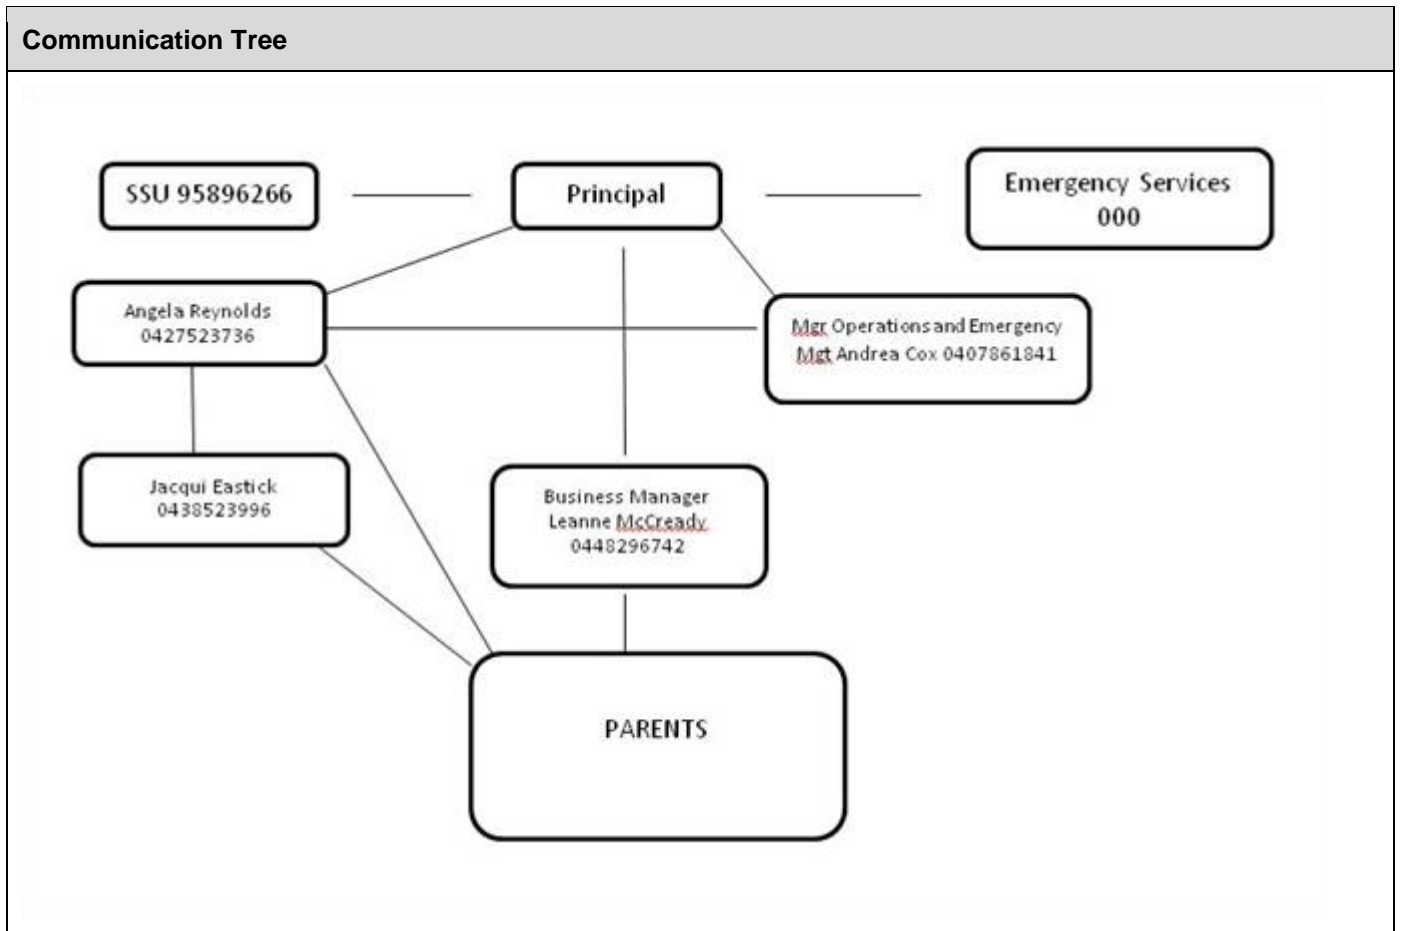 Communication Tree
SSU 95896266
Principal
Emergency Services
000
Angela Reynolds
0427523736
Mgr Operations and Emergency
Mgt Andrea Cox 0407861841
Jacqui Eastick
0438523996
Business Manager
Leanne McCready
0448296742
PARENTS